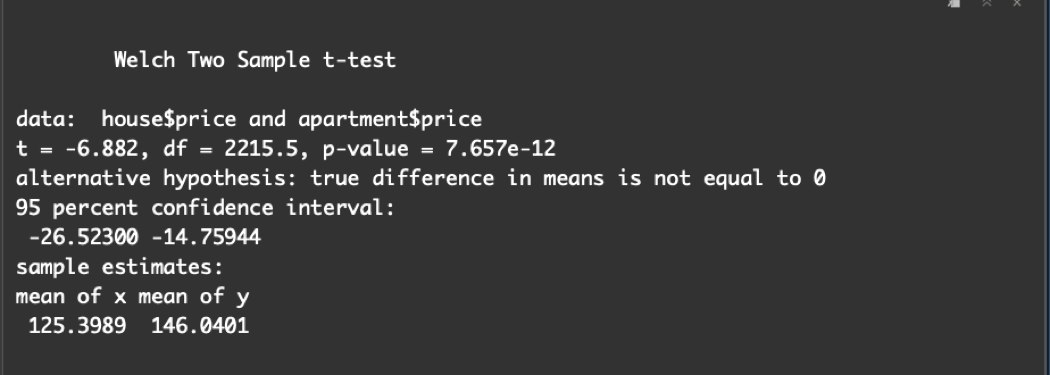 Welch Two Sample t-test
data:  house$price and apartment$price
t = -6.882, df = 2215.5, p-value = 7.657e-12
alternative hypothesis: true difference in means is not equal to 0
95 percent confidence interval:
 -26.52300 -14.75944
sample estimates:
mean of x mean of y
 125.3989  146.0401